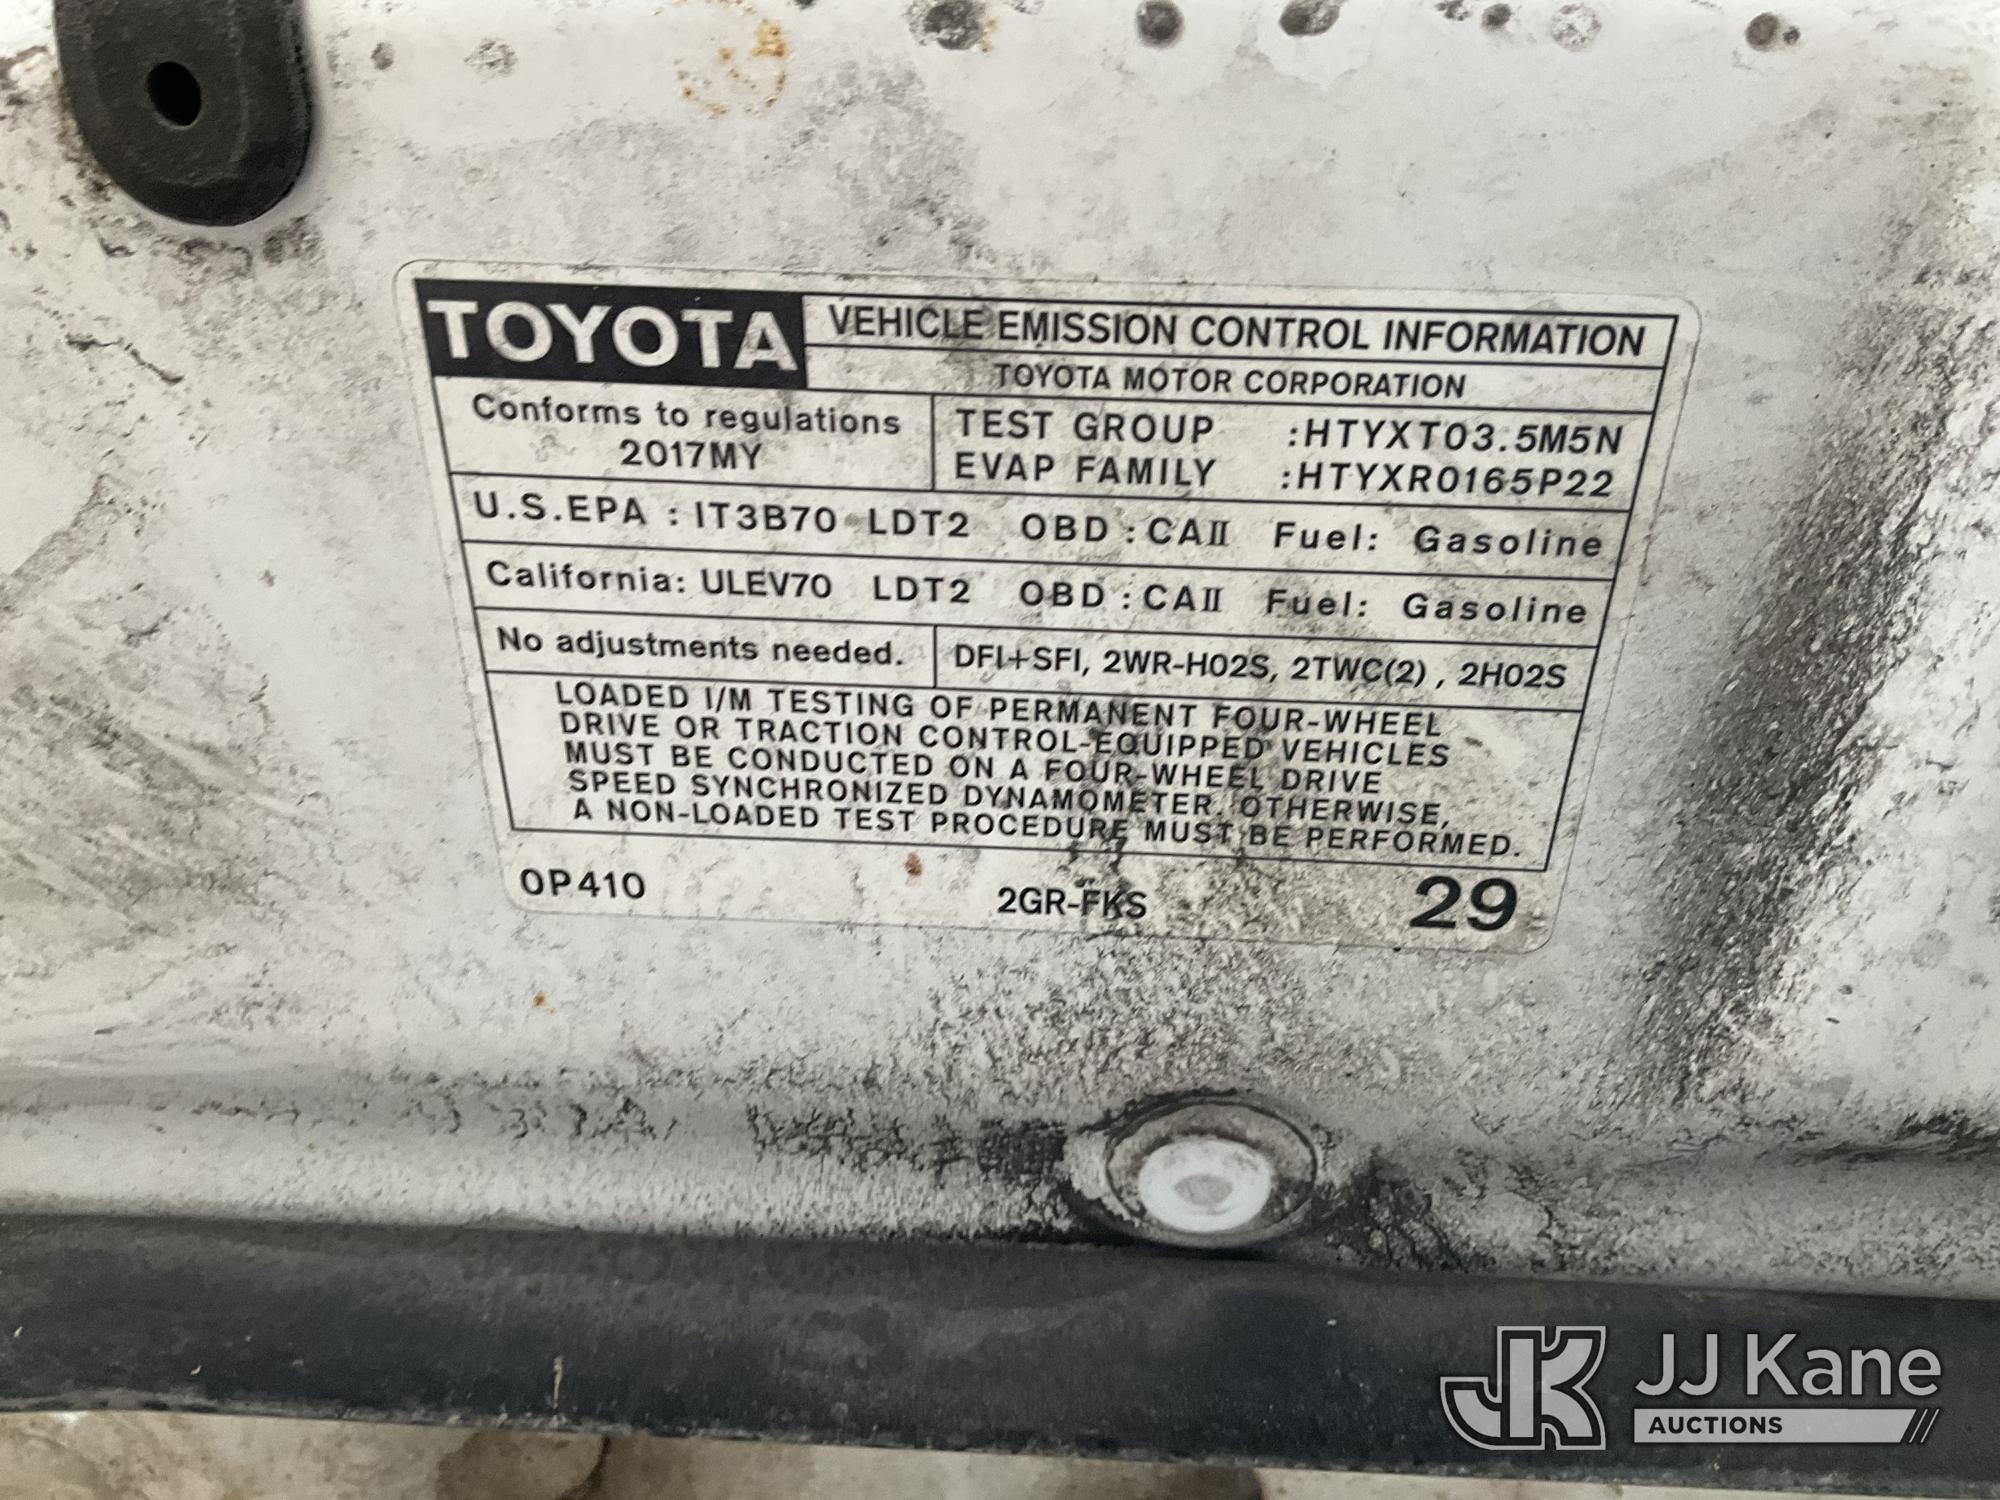 TOYOTA
VEHICLE EMISSION CONTROL INFORMATION
TOYOTA MOTOR CORPORATION
Conforms to regulations
2017MY
TEST GROUP :HTYXT03.5M5N
EVAP FAMILY :HTYXR0165P22
U.S.EPA : IT3B70 LDT2 OBD : CAⅡ Fuel: Gasoline
California: ULEV70 LDT2 OBD : CAⅡ Fuel: Gasoline
No adjustments needed.
DFI+SFI, 2WR-HO2S, 2TWC(2) , 2HO2S
LOADED I/M TESTING OF PERMANENT FOUR-WHEEL
DRIVE OR TRACTION CONTROL-EQUIPPED VEHICLES
MUST BE CONDUCTED ON A FOUR-WHEEL DRIVE
SPEED SYNCHRONIZED DYNAMOMETER. OTHERWISE,
A NON-LOADED TEST PROCEDURE MUST BE PERFORMED.
0P410 2GR-FKS 29
JK JJ Kane
AUCTIONS